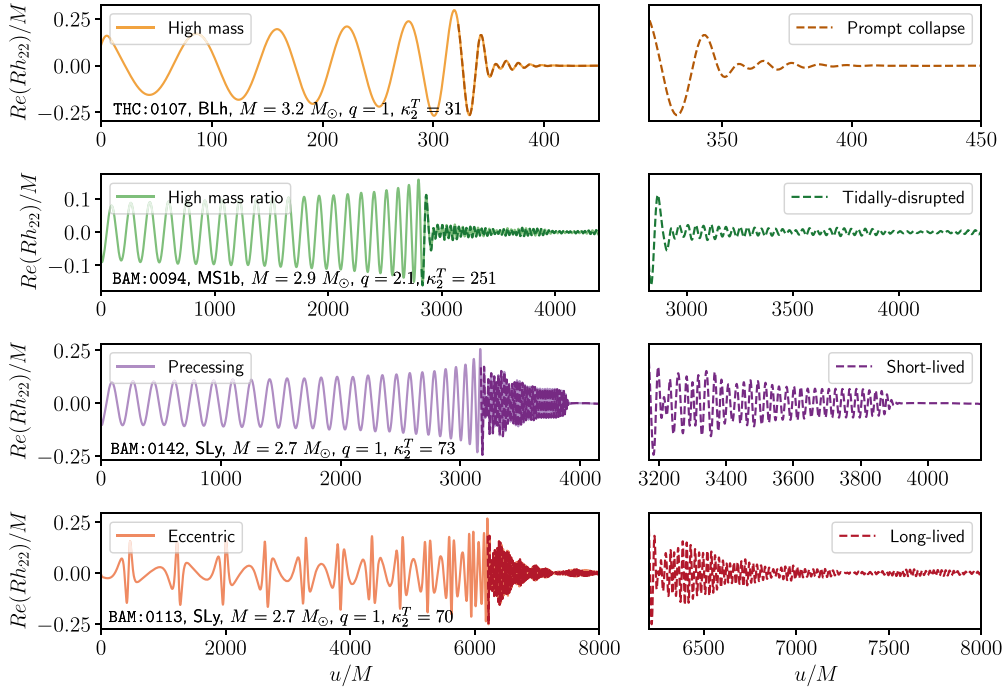 Re(Rh₂₂)/M
0.25
0.00
−0.25
High mass
THC:0107, BLh, M = 3.2 M⊙, q = 1, κ₂ᵀ = 31
0 100 200 300 400
Prompt collapse
350 400 450
Re(Rh₂₂)/M
0.1
0.0
−0.1
High mass ratio
BAM:0094, MS1b, M = 2.9 M⊙, q = 2.1, κ₂ᵀ = 251
0 1000 2000 3000 4000
Tidally-disrupted
3000 3500 4000
Re(Rh₂₂)/M
0.25
0.00
−0.25
Precessing
BAM:0142, SLy, M = 2.7 M⊙, q = 1, κ₂ᵀ = 73
0 1000 2000 3000 4000
Short-lived
3200 3400 3600 3800 4000
Re(Rh₂₂)/M
0.25
0.00
−0.25
Eccentric
BAM:0113, SLy, M = 2.7 M⊙, q = 1, κ₂ᵀ = 70
0 2000 4000 6000 8000
u/M
Long-lived
6500 7000 7500 8000
u/M